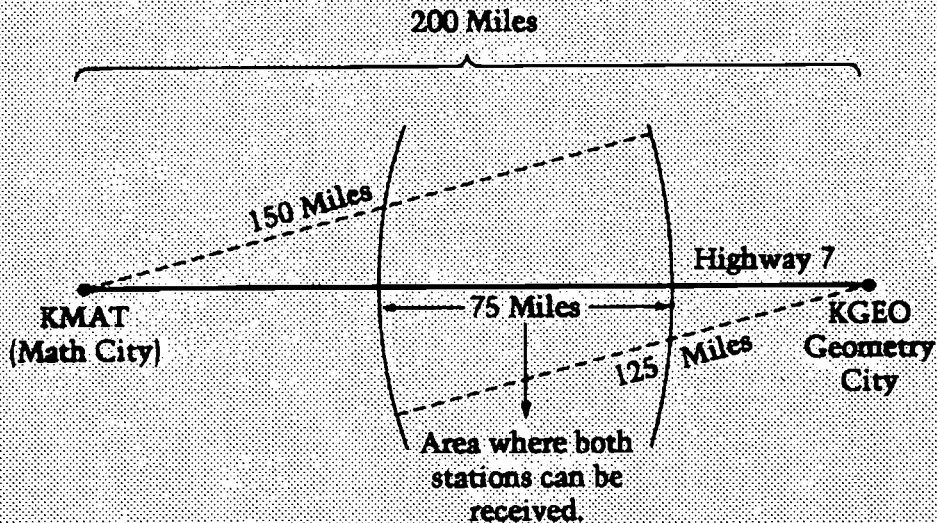 200 Miles
150 Miles
Highway 7
75 Miles
KMAT
(Math City)
KGEO
Geometry
City
125 Miles
Area where both
stations can be
received.